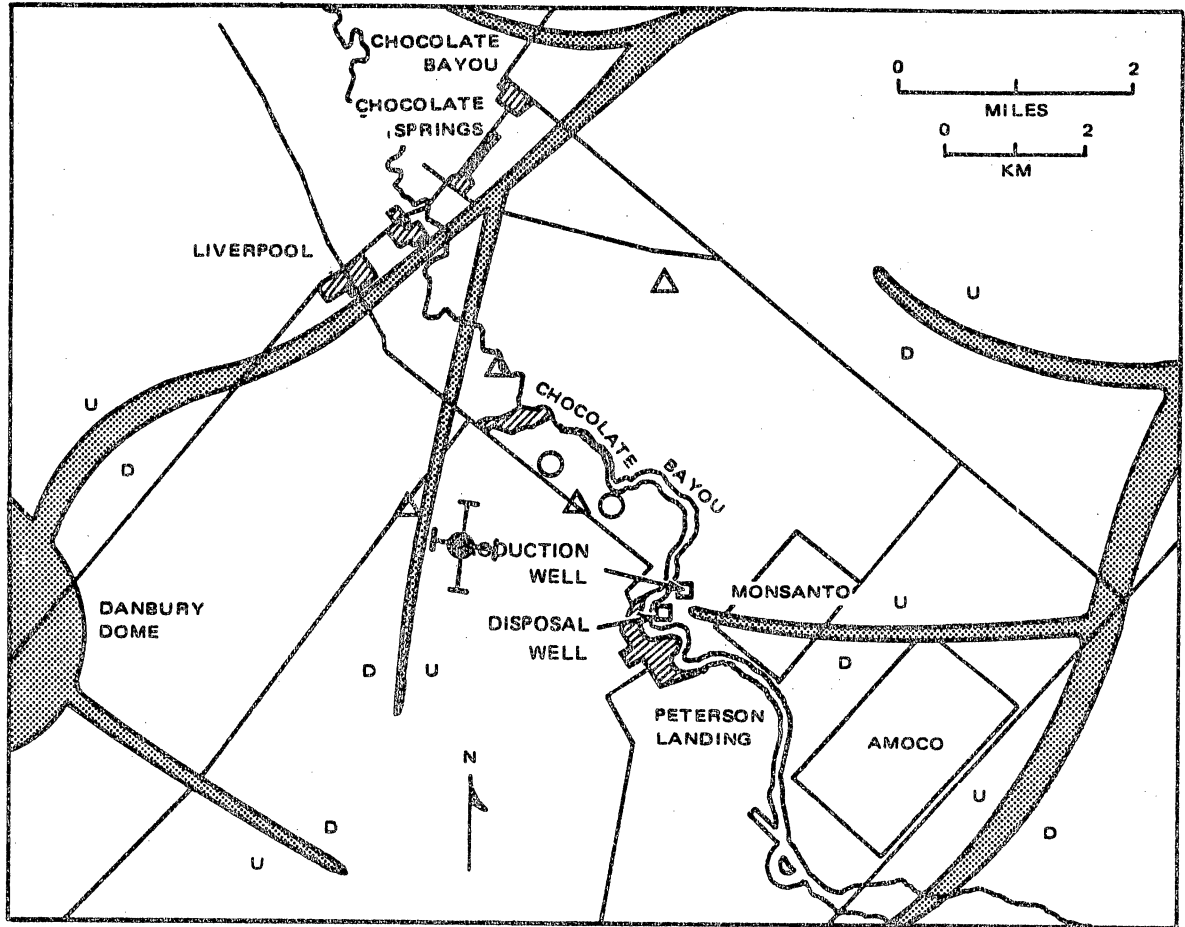 CHOCOLATE
BAYOU
CHOCOLATE
SPRINGS
0 2
MILES
0 2
KM
LIVERPOOL
U
D
U
D
CHOCOLATE
BAYOU
DUCTION
WELL
MONSANTO
U
DANBURY
DOME
DISPOSAL
WELL
D U
D
PETERSON
LANDING
AMOCO
N
U
D
D
U